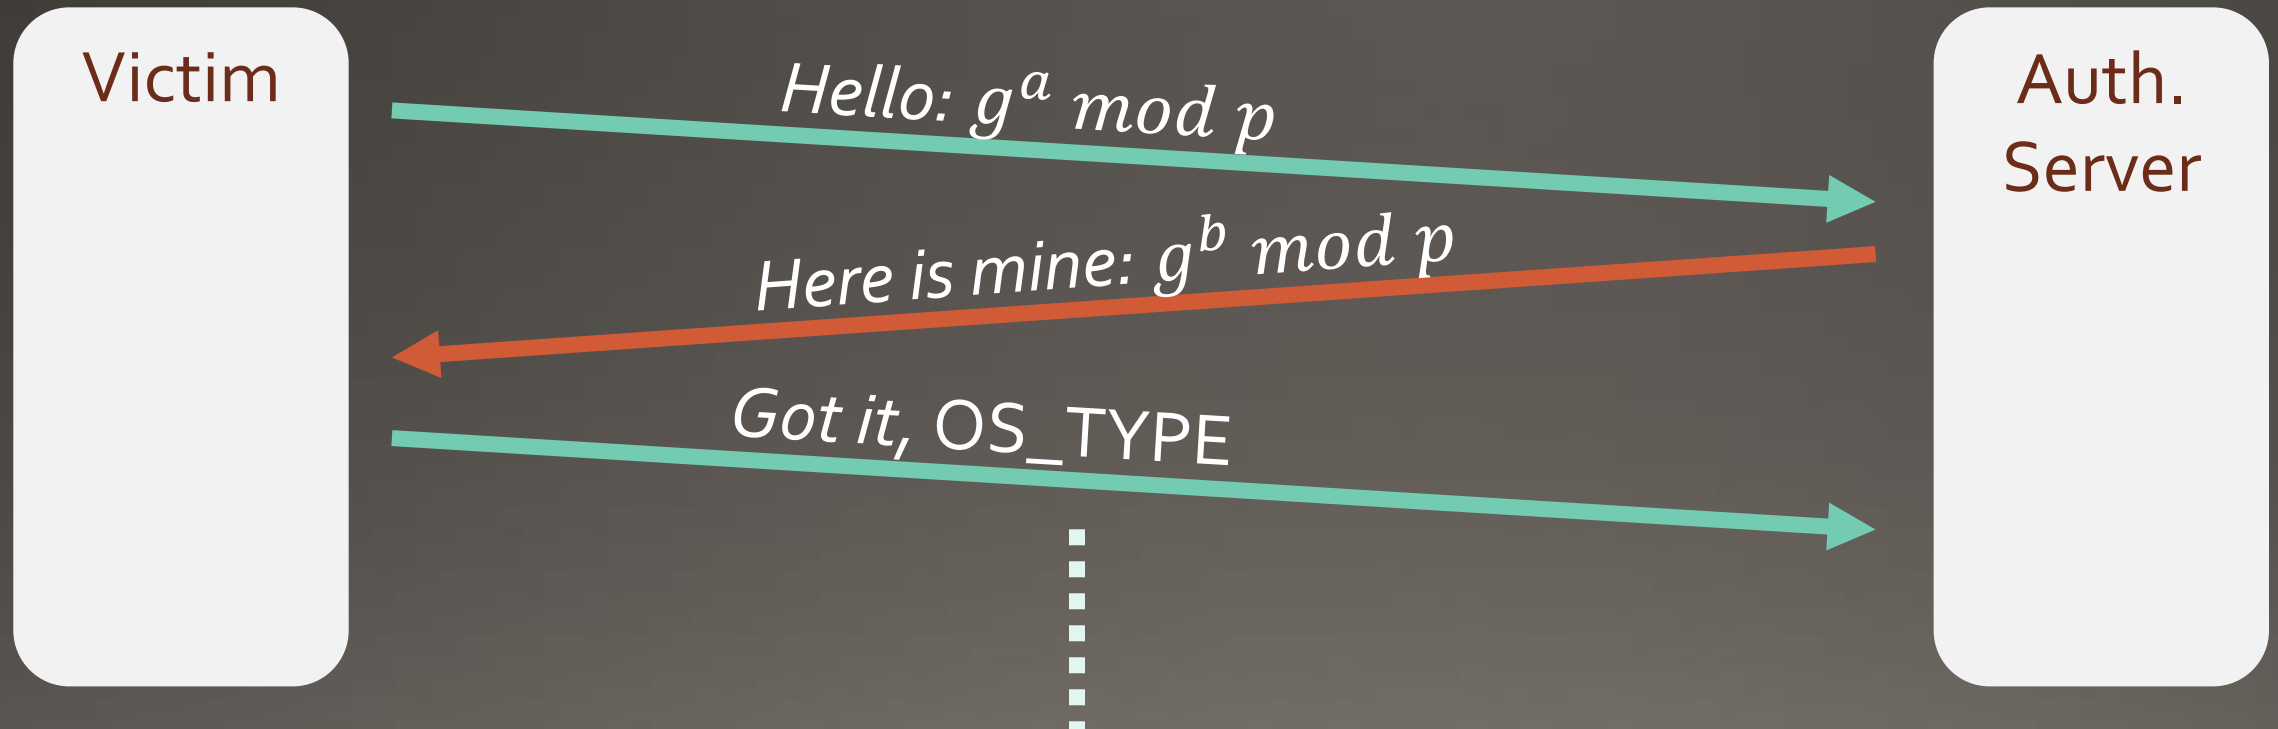 Victim
Hello: g^a mod p
Auth.
Server
Here is mine: g^b mod p
Got it, OS_TYPE